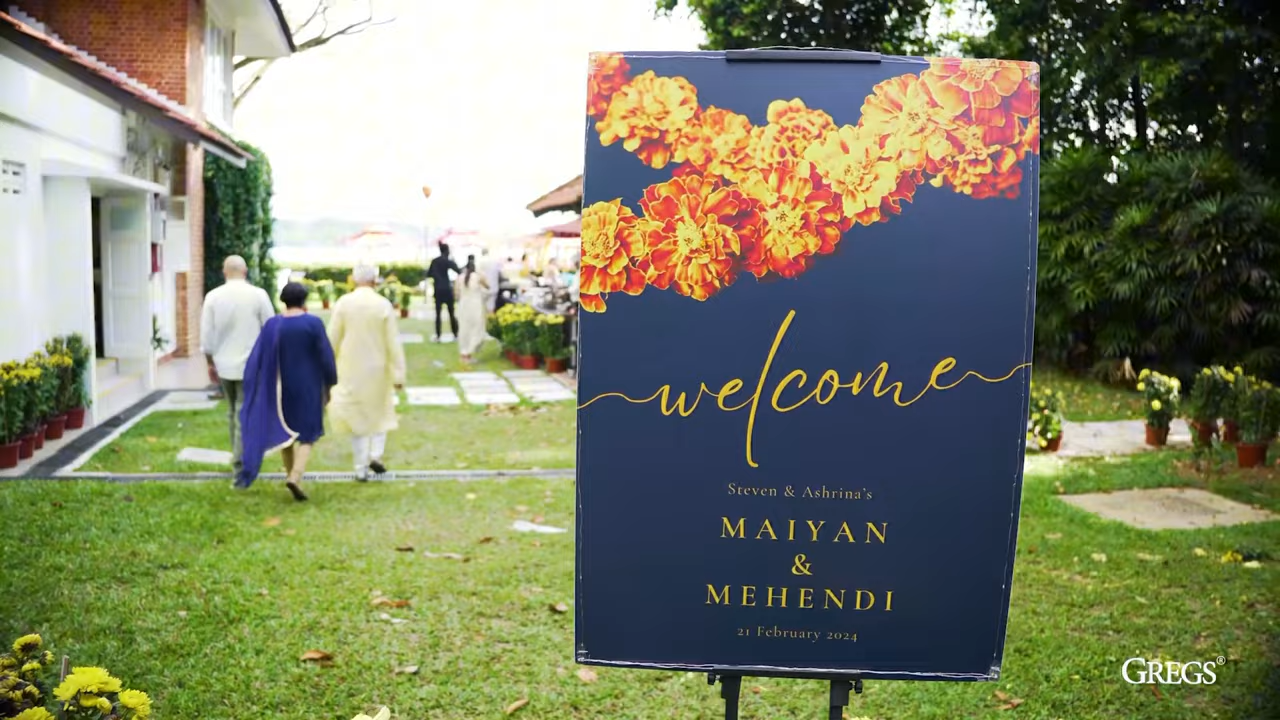 welcome
Steven & Ashrina's
MAIYAN
&
MEHENDI
21 February 2024
GREGS®